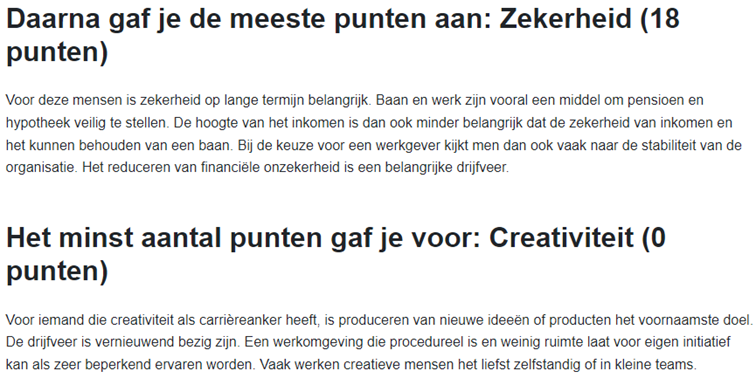 Daarna gaf je de meeste punten aan: Zekerheid (18
punten)
Voor deze mensen is zekerheid op lange termijn belangrijk. Baan en werk zijn vooral een middel om pensioen en
hypotheek veilig te stellen. De hoogte van het inkomen is dan ook minder belangrijk dat de zekerheid van inkomen en
het kunnen behouden van een baan. Bij de keuze voor een werkgever kijkt men dan ook vaak naar de stabiliteit van de
organisatie. Het reduceren van financiële onzekerheid is een belangrijke drijfveer.
Het minst aantal punten gaf je voor: Creativiteit (0
punten)
Voor iemand die creativiteit als carrièreanker heeft, is produceren van nieuwe ideeën of producten het voornaamste doel.
De drijfveer is vernieuwend bezig zijn. Een werkomgeving die procedureel is en weinig ruimte laat voor eigen initiatief
kan als zeer beperkend ervaren worden. Vaak werken creatieve mensen het liefst zelfstandig of in kleine teams.